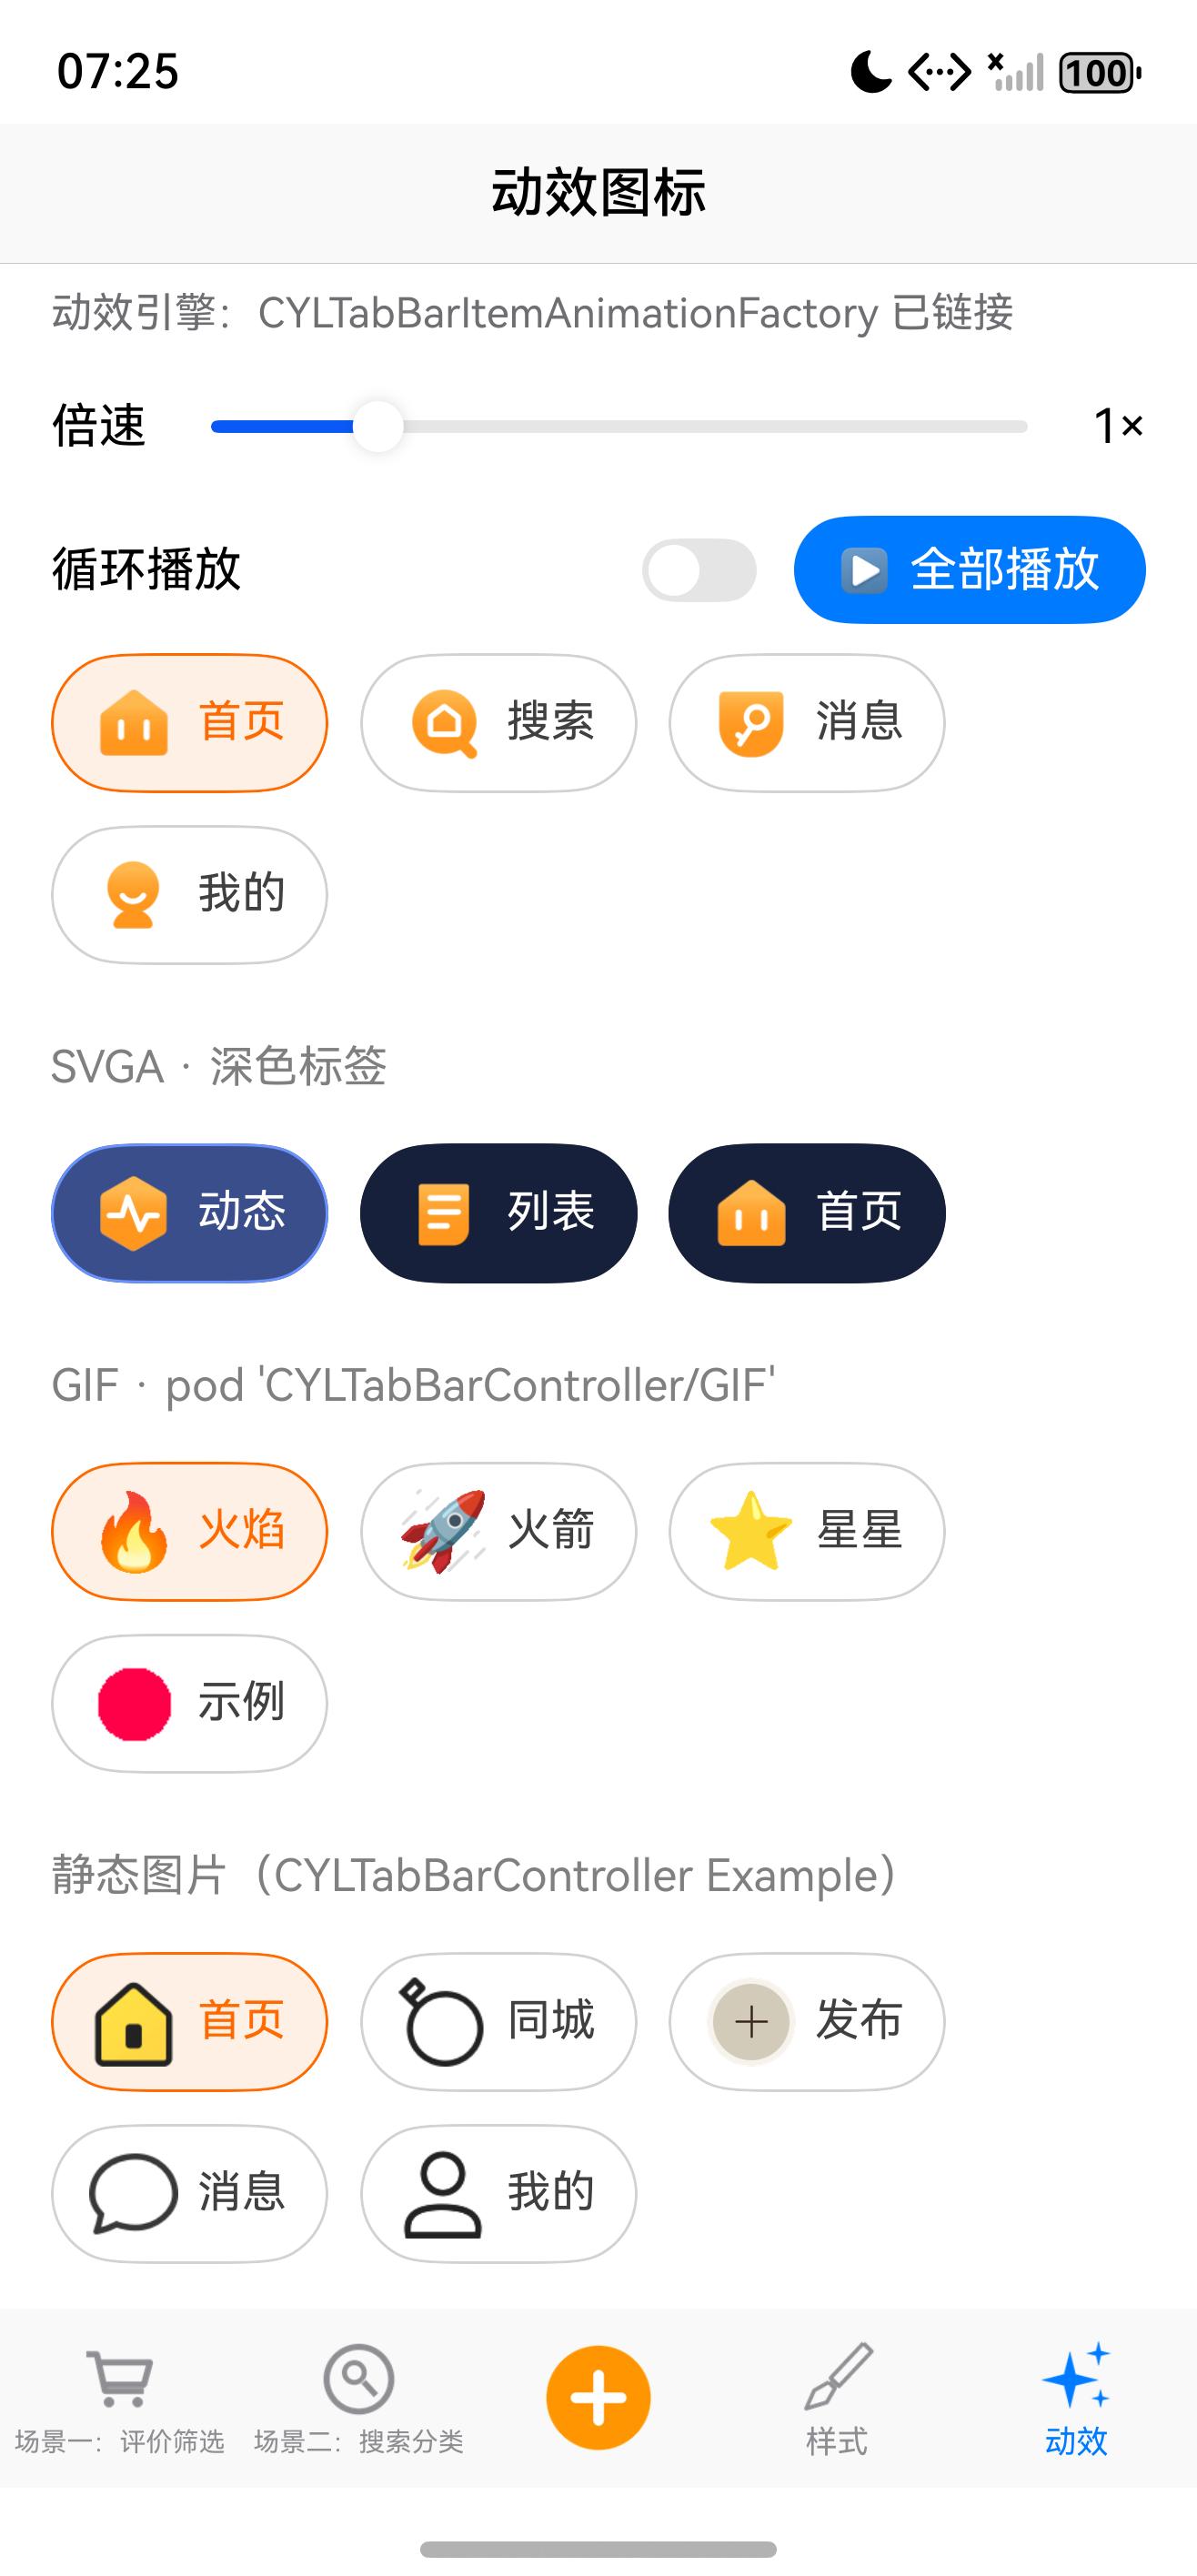 07:25
100
动效图标
动效引擎：CYLTabBarItemAnimationFactory 已链接
倍速 1×
循环播放 全部播放
首页 搜索 消息
我的
SVGA · 深色标签
动态 列表 首页
GIF · pod 'CYLTabBarController/GIF'
火焰 火箭 星星
示例
静态图片（CYLTabBarController Example）
首页 同城 发布
消息 我的
场景一：评价筛选 场景二：搜索分类 样式 动效